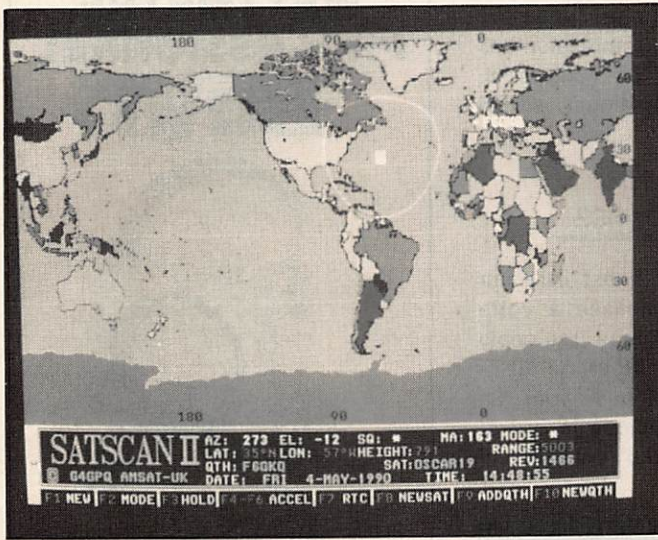 180 90 0
60
30
0
30
60
180 90 0
SATSCAN II
AZ: 273 EL: -12 SQ: * MA:163 MODE: *
LAT: 35°N LON: 57°W HEIGHT:791 RANGE:5003
QTH: F6GKQ SAT:OSCAR19 REV:1466
© G4GPQ AMSAT-UK DATE: FRI 4-MAY-1990 TIME: 14:48:55
F1 NEW F2 MODE F3 HOLD F4-F6 ACCEL F7 RTC F8 NEWSAT F9 ADDQTH F10 NEWQTH